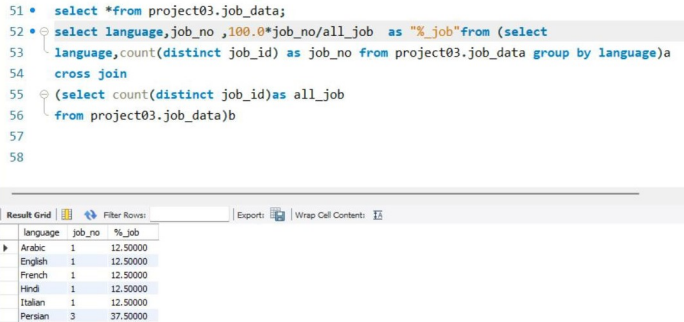 51 select *from project03.job_data;
52 select language,job_no ,100.0*job_no/all_job as "%_job"from (select
53 language,count(distinct job_id) as job_no from project03.job_data group by language)a
54 cross join
55 (select count(distinct job_id)as all_job
56 from project03.job_data)b
57
58
Result Grid Filter Rows: Export: Wrap Cell Content:
language job_no %_job
Arabic 1 12.50000
English 1 12.50000
French 1 12.50000
Hindi 1 12.50000
Italian 1 12.50000
Persian 3 37.50000